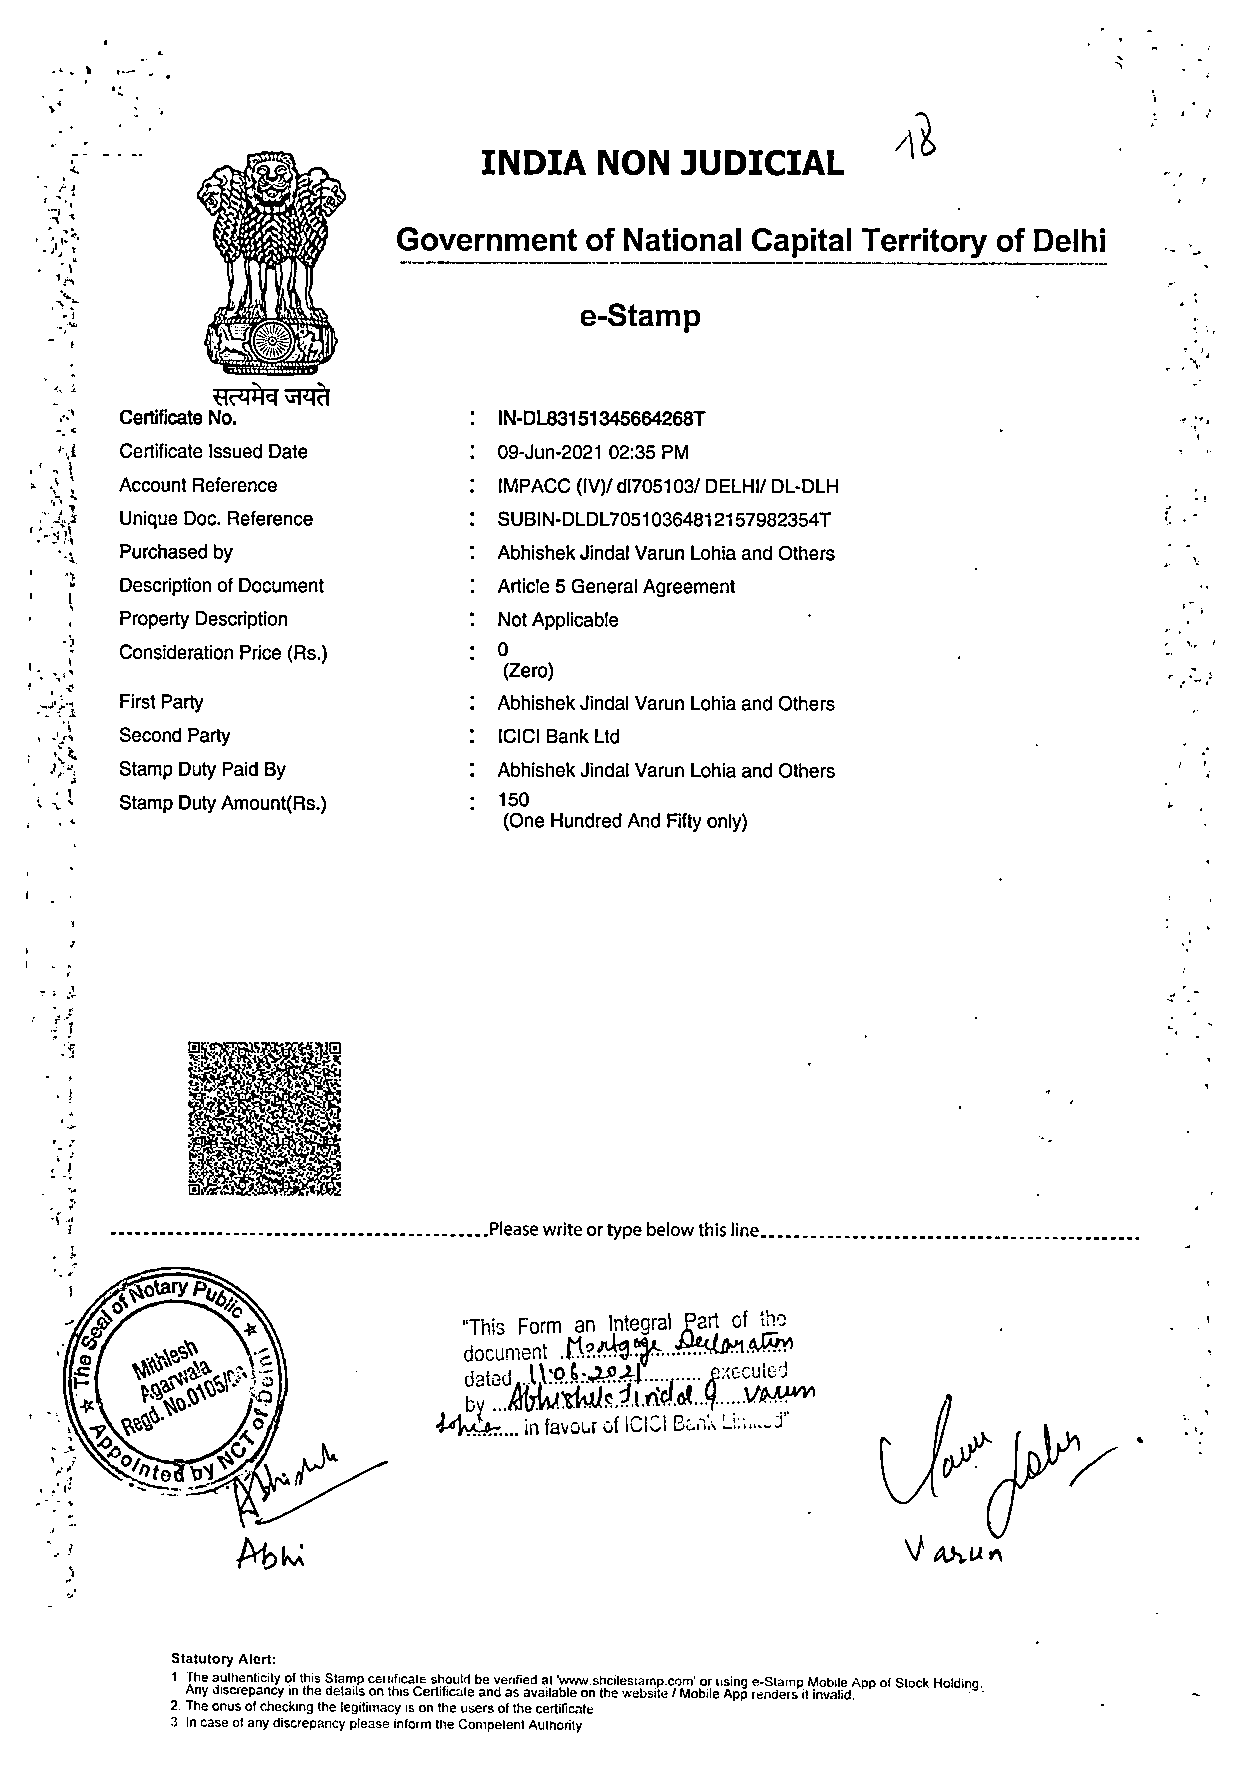 18
INDIA NON JUDICIAL
Government of National Capital Territory of Delhi
e-Stamp
सत्यमेव जयते
Certificate No. : IN-DL83151345664268T
Certificate Issued Date : 09-Jun-2021 02:35 PM
Account Reference : IMPACC (IV)/ dl705103/ DELHI/ DL-DLH
Unique Doc. Reference : SUBIN-DLDL70510364812157982354T
Purchased by : Abhishek Jindal Varun Lohia and Others
Description of Document : Article 5 General Agreement
Property Description : Not Applicable
Consideration Price (Rs.) : 0
(Zero)
First Party : Abhishek Jindal Varun Lohia and Others
Second Party : ICICI Bank Ltd
Stamp Duty Paid By : Abhishek Jindal Varun Lohia and Others
Stamp Duty Amount(Rs.) : 150
(One Hundred And Fifty only)
Please write or type below this line
The Seal of Notary Public
Mithlesh
Agarwala
Regd. No.0105/
Appointed by NCT of Delhi
"This Form an Integral Part of the
document Mortgage Declaration
dated 11.06.2021 executed
by Abhishek Jindal & Varun
in favour of ICICI Bank Limited"
Abhishek
Varun
Abhi
Varun
Statutory Alert:
1 The authenticity of this Stamp certificate should be verified at 'www.shcilestamp.com' or using e-Stamp Mobile App of Stock Holding.
Any discrepancy in the details on this Certificate and as available on the website / Mobile App renders it invalid.
2. The onus of checking the legitimacy is on the users of the certificate
3 In case of any discrepancy please inform the Competent Authority